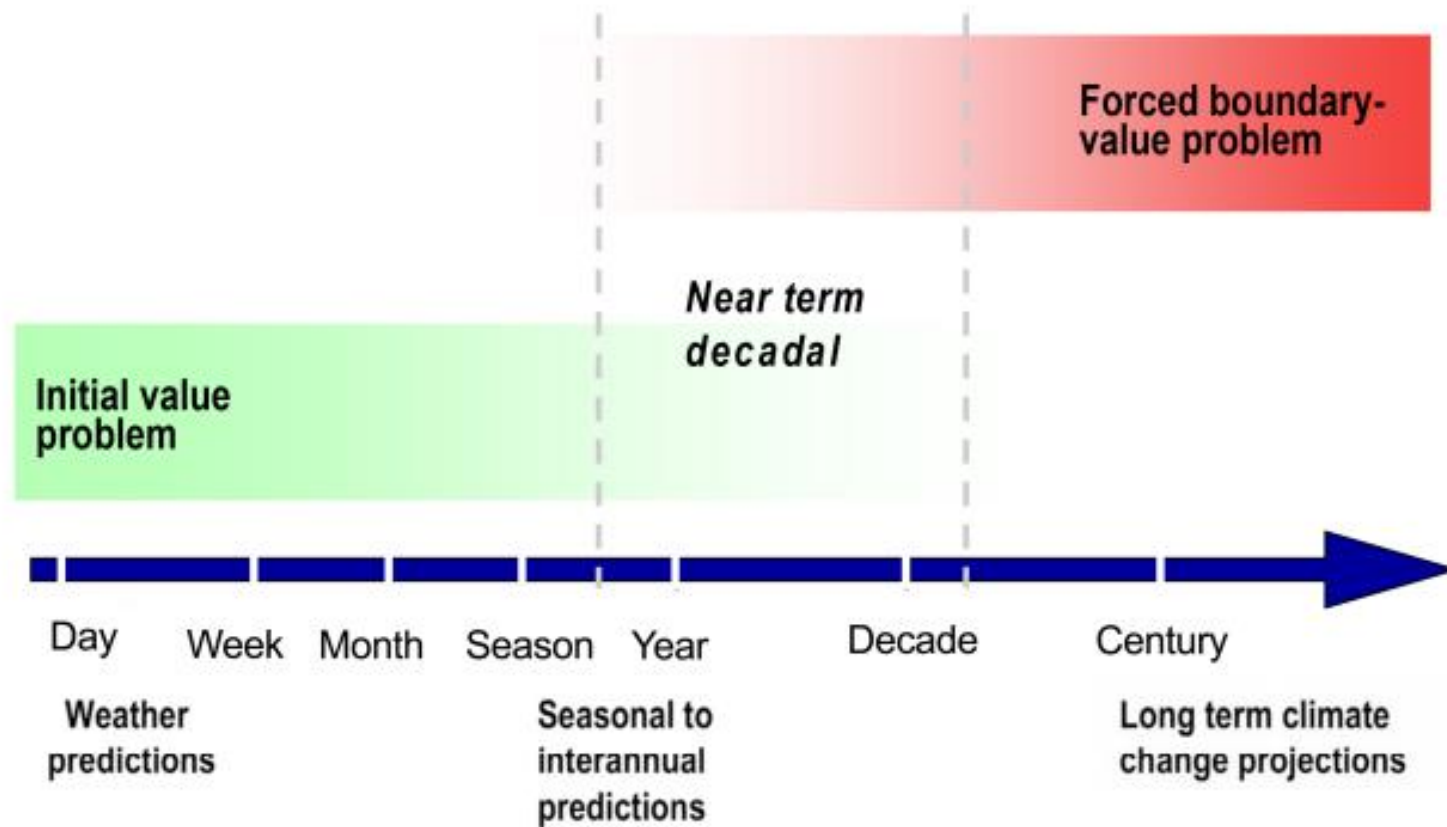 Forced boundary-
value problem
Near term
decadal
Initial value
problem
Day
Week
Month
Season
Year
Decade
Century
Weather
predictions
Seasonal to
interannual
predictions
Long term climate
change projections